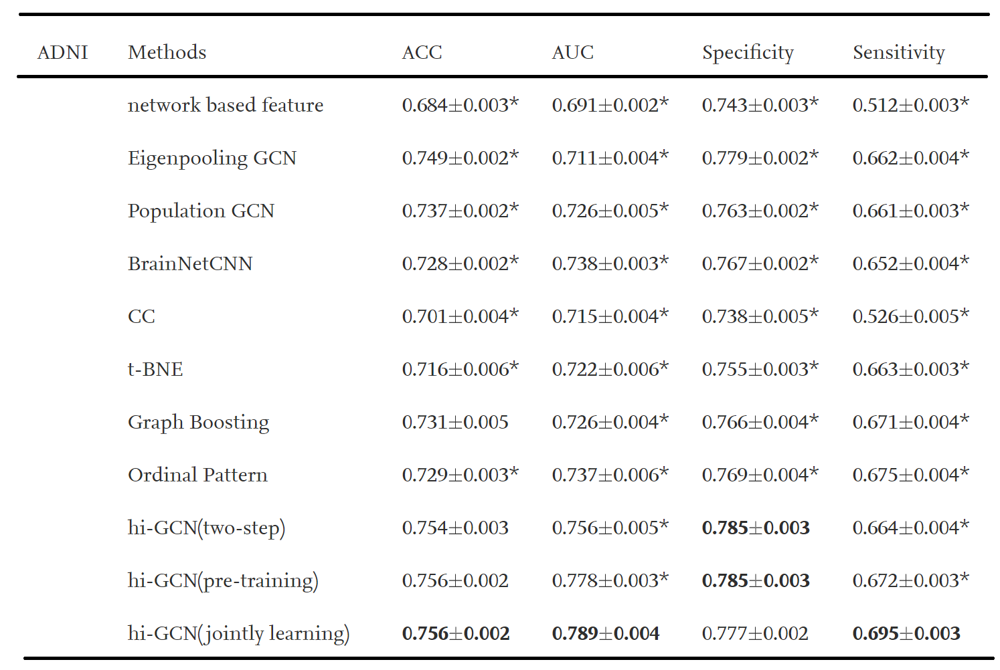 ADNI Methods ACC AUC Specificity Sensitivity
network based feature 0.684±0.003* 0.691±0.002* 0.743±0.003* 0.512±0.003*
Eigenpooling GCN 0.749±0.002* 0.711±0.004* 0.779±0.002* 0.662±0.004*
Population GCN 0.737±0.002* 0.726±0.005* 0.763±0.002* 0.661±0.003*
BrainNetCNN 0.728±0.002* 0.738±0.003* 0.767±0.002* 0.652±0.004*
CC 0.701±0.004* 0.715±0.004* 0.738±0.005* 0.526±0.005*
t-BNE 0.716±0.006* 0.722±0.006* 0.755±0.003* 0.663±0.003*
Graph Boosting 0.731±0.005 0.726±0.004* 0.766±0.004* 0.671±0.004*
Ordinal Pattern 0.729±0.003* 0.737±0.006* 0.769±0.004* 0.675±0.004*
hi-GCN(two-step) 0.754±0.003 0.756±0.005* 0.785±0.003 0.664±0.004*
hi-GCN(pre-training) 0.756±0.002 0.778±0.003* 0.785±0.003 0.672±0.003*
hi-GCN(jointly learning) 0.756±0.002 0.789±0.004 0.777±0.002 0.695±0.003